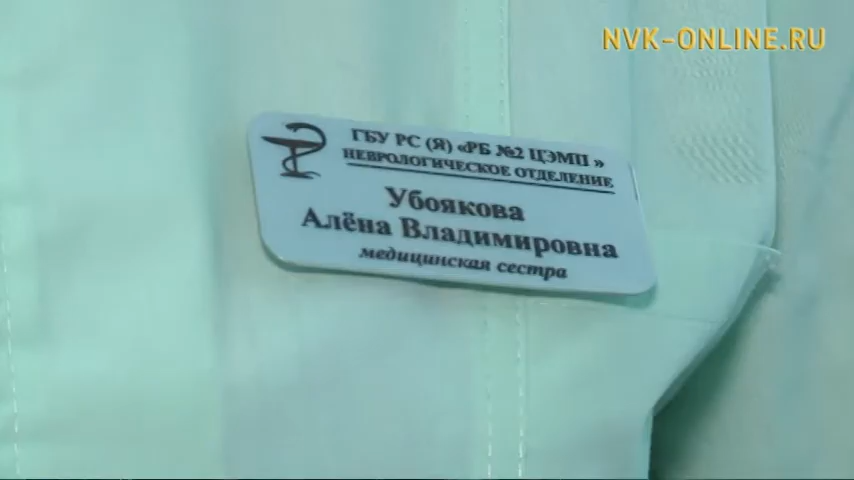 NVK-ONLINE.RU
ГБУ РС (Я) «РБ №2 ЦЭМП »
НЕВРОЛОГИЧЕСКОЕ ОТДЕЛЕНИЕ
Убоякова
Алёна Владимировна
медицинская сестра